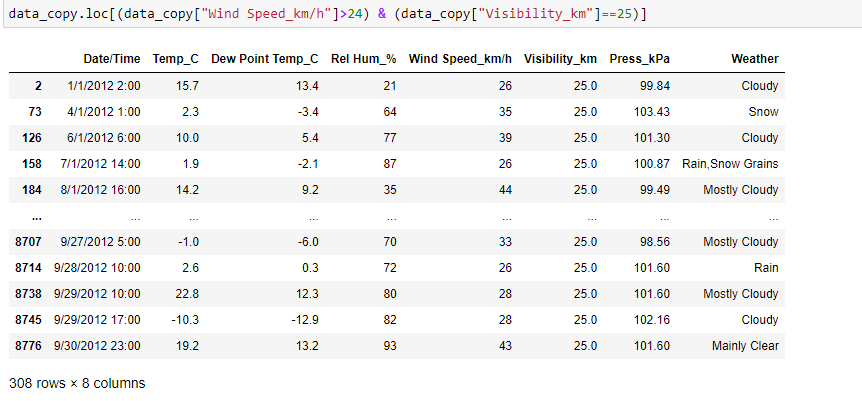 data_copy.loc[(data_copy["Wind Speed_km/h"]>24) & (data_copy["Visibility_km"]==25)]
Date/Time Temp_C Dew Point Temp_C Rel Hum_% Wind Speed_km/h Visibility_km Press_kPa Weather
2 1/1/2012 2:00 15.7 13.4 21 26 25.0 99.84 Cloudy
73 4/1/2012 1:00 2.3 -3.4 64 35 25.0 103.43 Snow
126 6/1/2012 6:00 10.0 5.4 77 39 25.0 101.30 Cloudy
158 7/1/2012 14:00 1.9 -2.1 87 26 25.0 100.87 Rain,Snow Grains
184 8/1/2012 16:00 14.2 9.2 35 44 25.0 99.49 Mostly Cloudy
... ... ... ... ... ... ... ... ...
8707 9/27/2012 5:00 -1.0 -6.0 70 33 25.0 98.56 Mostly Cloudy
8714 9/28/2012 10:00 2.6 0.3 72 26 25.0 101.60 Rain
8738 9/29/2012 10:00 22.8 12.3 80 28 25.0 101.60 Mostly Cloudy
8745 9/29/2012 17:00 -10.3 -12.9 82 28 25.0 102.16 Cloudy
8776 9/30/2012 23:00 19.2 13.2 93 43 25.0 101.60 Mainly Clear
308 rows × 8 columns